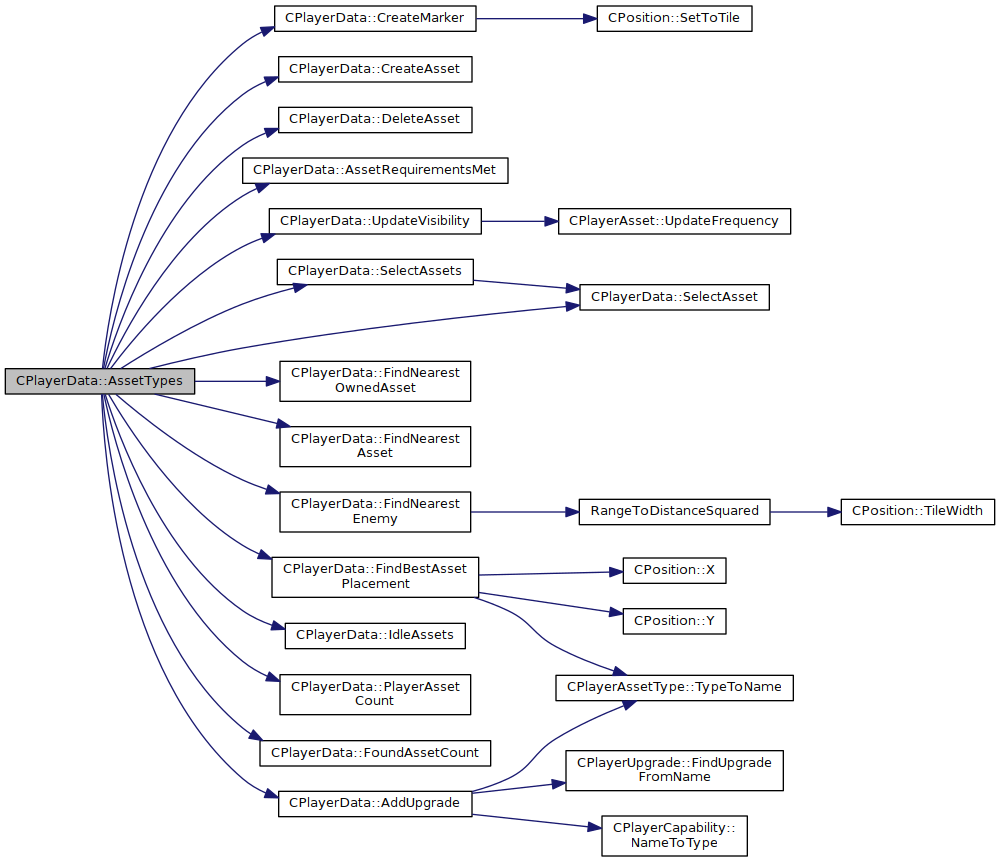 CPlayerData::CreateMarker
CPosition::SetToTile
CPlayerData::CreateAsset
CPlayerData::DeleteAsset
CPlayerData::AssetRequirementsMet
CPlayerData::UpdateVisibility
CPlayerAsset::UpdateFrequency
CPlayerData::SelectAssets
CPlayerData::SelectAsset
CPlayerData::AssetTypes
CPlayerData::FindNearest
OwnedAsset
CPlayerData::FindNearest
Asset
CPlayerData::FindNearest
Enemy
RangeToDistanceSquared
CPosition::TileWidth
CPlayerData::FindBestAsset
Placement
CPosition::X
CPosition::Y
CPlayerData::IdleAssets
CPlayerAssetType::TypeToName
CPlayerData::PlayerAsset
Count
CPlayerData::FoundAssetCount
CPlayerUpgrade::FindUpgrade
FromName
CPlayerData::AddUpgrade
CPlayerCapability::
NameToType